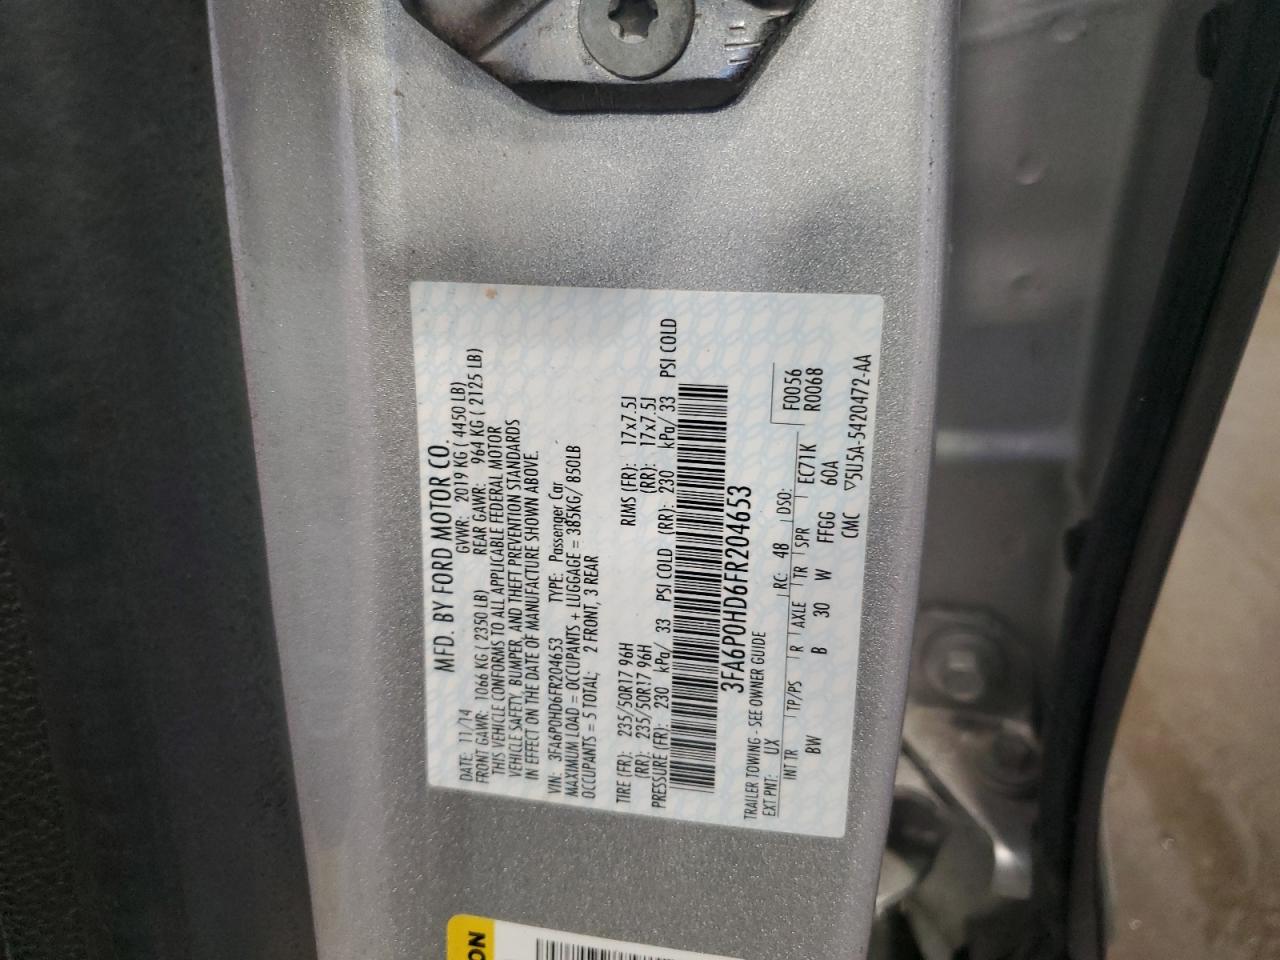 MFD. BY FORD MOTOR CO.
DATE: 11/14 GVWR: 2019 KG ( 4450 LB)
FRONT GAWR: 1066 KG ( 2350 LB) REAR GAWR: 964 KG ( 2125 LB)
THIS VEHICLE CONFORMS TO ALL APPLICABLE FEDERAL MOTOR
VEHICLE SAFETY, BUMPER, AND THEFT PREVENTION STANDARDS
IN EFFECT ON THE DATE OF MANUFACTURE SHOWN ABOVE.
VIN: 3FA6P0HD6FR204653 TYPE: Passenger Car
MAXIMUM LOAD = OCCUPANTS + LUGGAGE = 385KG/ 850LB
OCCUPANTS = 5 TOTAL; 2 FRONT, 3 REAR
TIRE (FR): 235/50R17 96H RIMS (FR): 17x7.5J
(RR): 235/50R17 96H (RR): 17x7.5J
PRESSURE (FR): 230 kPa/ 33 PSI COLD (RR): 230 kPa/ 33 PSI COLD
3FA6P0HD6FR204653
TRAILER TOWING - SEE OWNER GUIDE
EXT PNT: UX RC: 48 DSO: F0056
INT TR TP/PS R AXLE TR SPR EC71K R0068
BW B 30 W FFGG 60A
CMC ▽5U5A-5420472-AA
ON